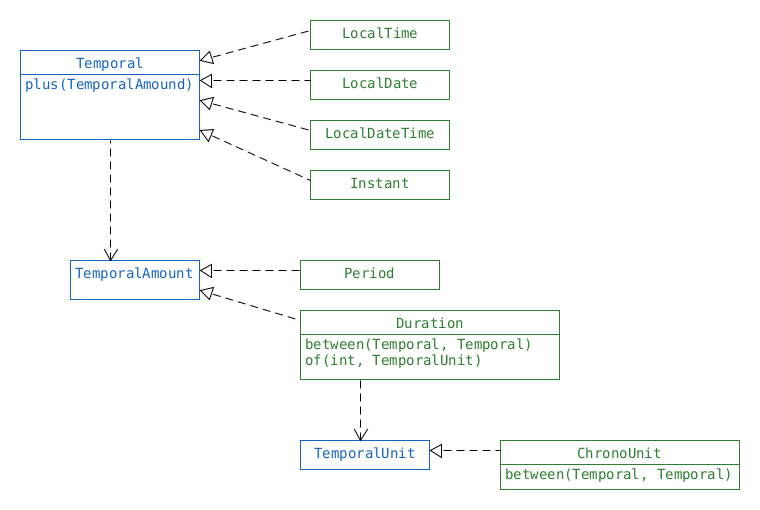 LocalTime
Temporal
plus(TemporalAmound)
LocalDate
LocalDateTime
Instant
TemporalAmount
Period
Duration
between(Temporal, Temporal)
of(int, TemporalUnit)
TemporalUnit
ChronoUnit
between(Temporal, Temporal)